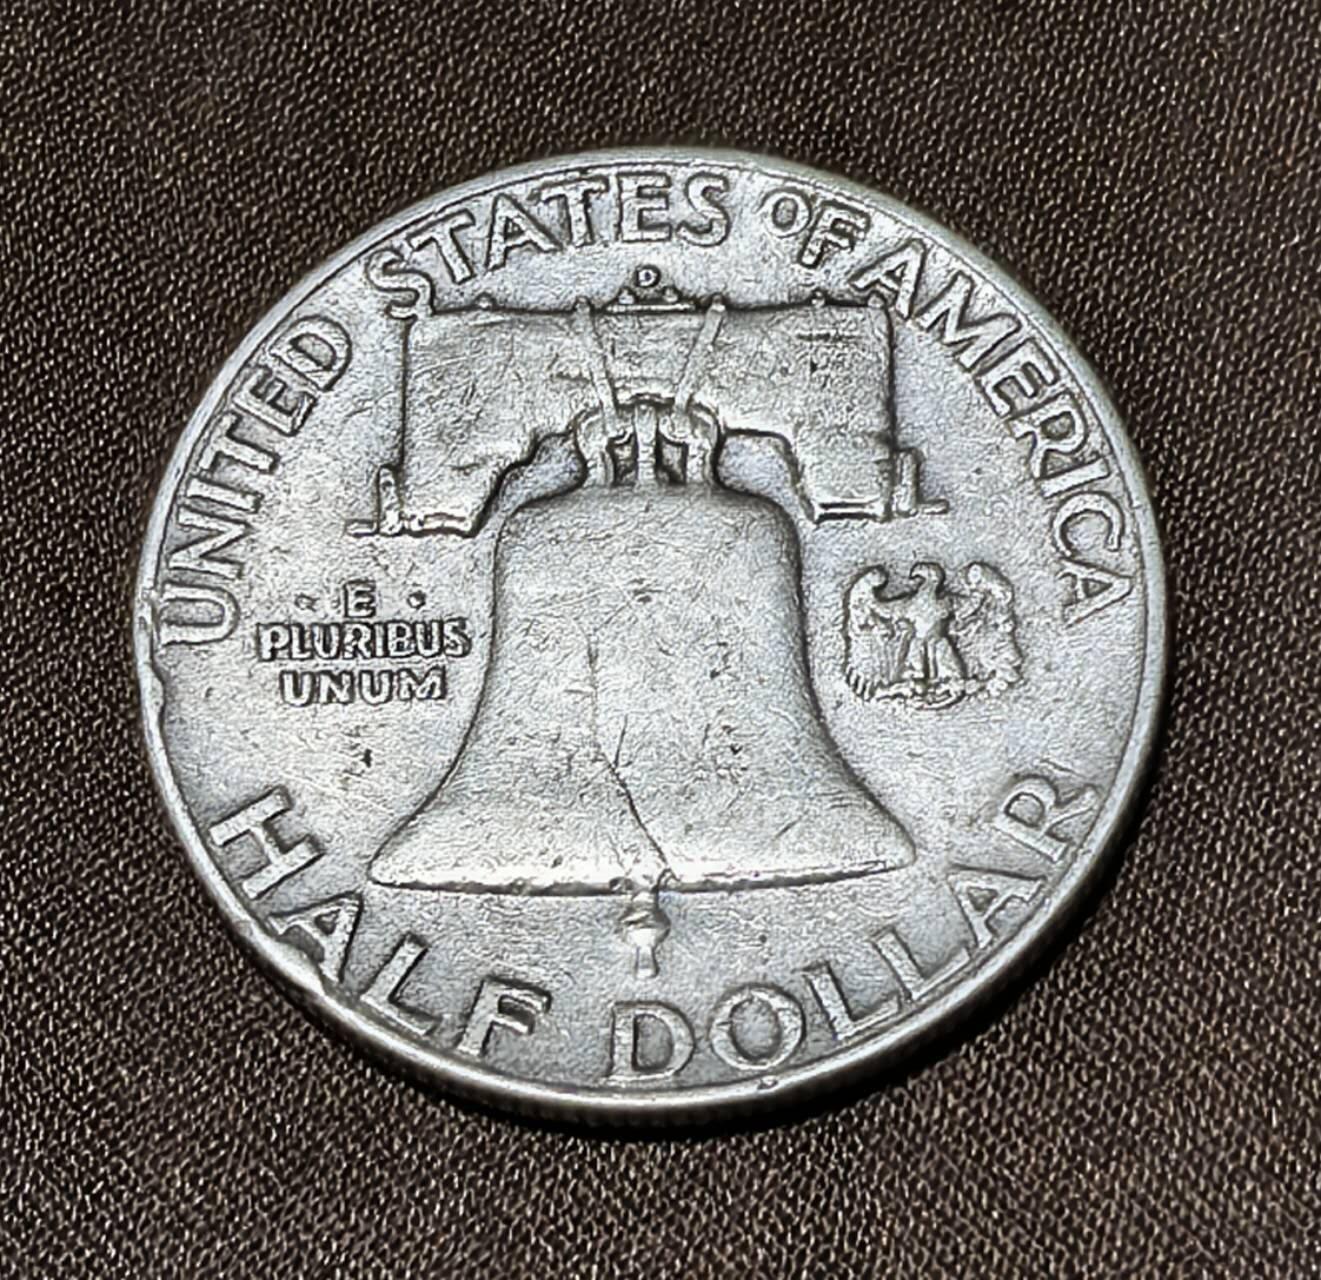 UNITED STATES OF AMERICA
D
· E ·
PLURIBUS
UNUM
HALF DOLLAR